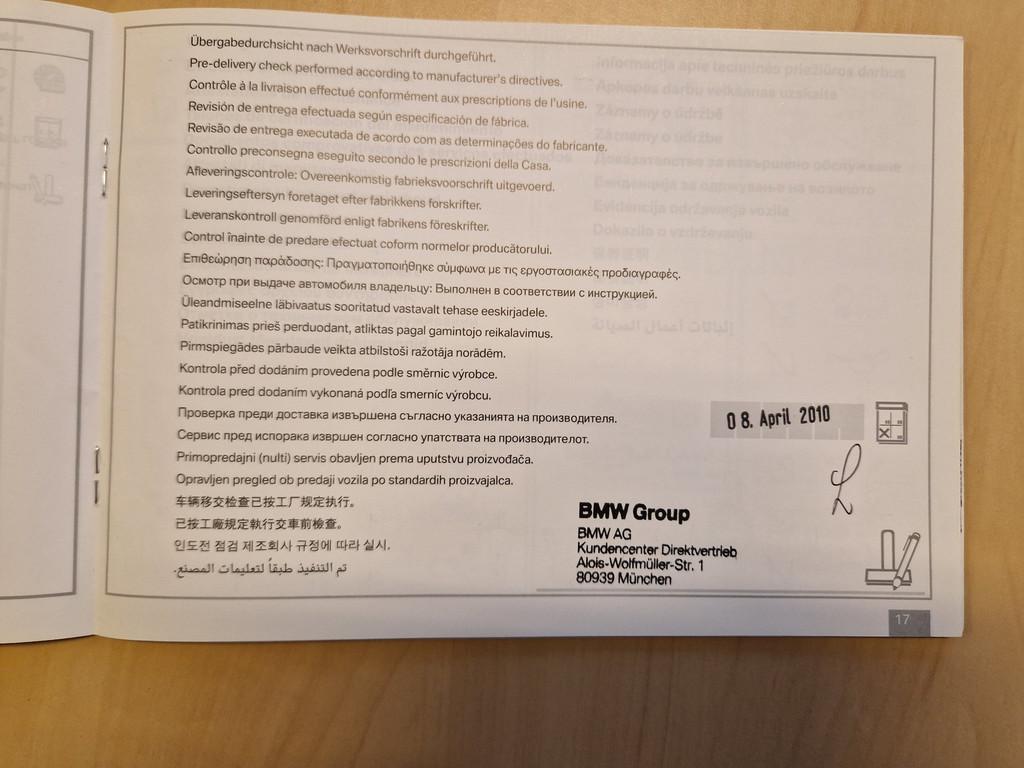 Übergabedurchsicht nach Werksvorschrift durchgeführt.
Pre-delivery check performed according to manufacturer's directives.
Contrôle à la livraison effectué conformément aux prescriptions de l'usine.
Revisión de entrega efectuada según especificación de fábrica.
Revisão de entrega executada de acordo com as determinações do fabricante.
Controllo preconsegna eseguito secondo le prescrizioni della Casa.
Afleveringscontrole: Overeenkomstig fabrieksvoorschrift uitgevoerd.
Leveringseftersyn foretaget efter fabrikkens forskrifter.
Leveranskontroll genomförd enligt fabrikens föreskrifter.
Control înainte de predare efectuat coform normelor producătorului.
Επιθεώρηση παράδοσης: Πραγματοποιήθηκε σύμφωνα με τις εργοστασιακές προδιαγραφές.
Осмотр при выдаче автомобиля владельцу: Выполнен в соответствии с инструкцией.
Üleandmiseelne läbivaatus sooritatud vastavalt tehase eeskirjadele.
Patikrinimas prieš perduodant, atliktas pagal gamintojo reikalavimus.
Pirmspiegādes pārbaude veikta atbilstoši ražotāja norādēm.
Kontrola před dodáním provedena podle směrnic výrobce.
Kontrola pred dodaním vykonaná podľa smerníc výrobcu.
Проверка преди доставка извършена съгласно указанията на производителя.
Сервис пред испорака извршен согласно упатствата на производителот.
Primopredajni (nulti) servis obavljen prema uputstvu proizvođača.
Opravljen pregled ob predaji vozila po standardih proizvajalca.
车辆移交检查已按工厂规定执行。
已按工廠規定執行交車前檢查。
인도전 점검 제조회사 규정에 따라 실시.
تم التنفيذ طبقاً لتعليمات المصنع.
08. April 2010
BMW Group
BMW AG
Kundencenter Direktvertrieb
Alois-Wolfmüller-Str. 1
80939 München
17